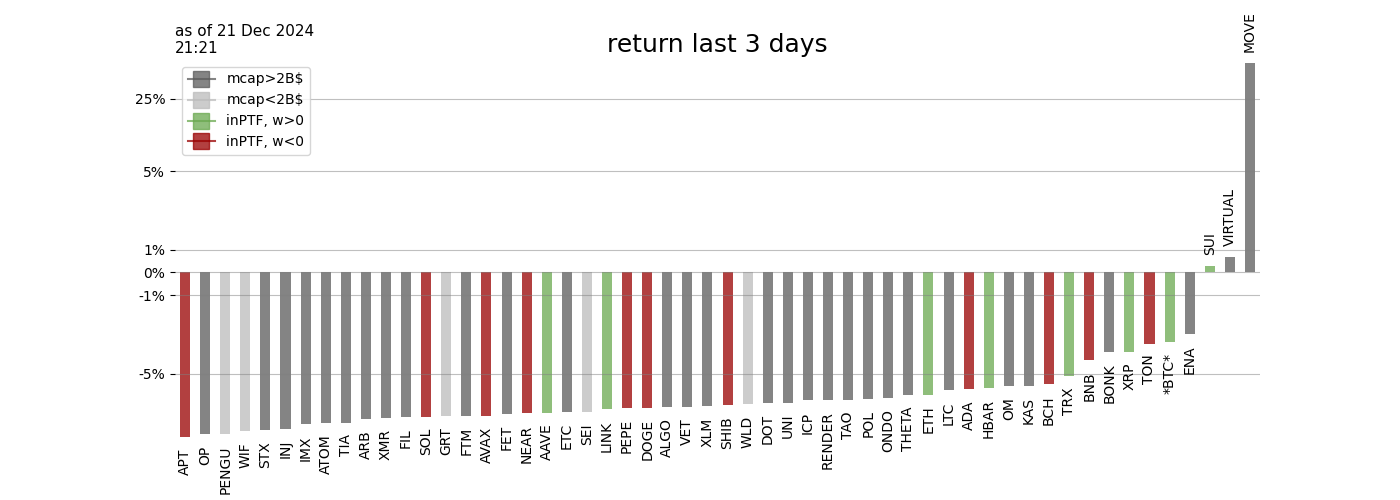 as of 21 Dec 2024
21:21
return last 3 days
mcap>2B$
mcap<2B$
inPTF, w>0
inPTF, w<0
25%
5%
1%
0%
-1%
-5%
APT
OP
PENGU
WIF
STX
INJ
IMX
ATOM
TIA
ARB
XMR
FIL
SOL
GRT
FTM
AVAX
FET
NEAR
AAVE
ETC
SEI
LINK
PEPE
DOGE
ALGO
VET
XLM
SHIB
WLD
DOT
UNI
ICP
RENDER
TAO
POL
ONDO
THETA
ETH
LTC
ADA
HBAR
OM
KAS
BCH
TRX
BNB
BONK
XRP
TON
*BTC*
ENA
SUI
VIRTUAL
MOVE